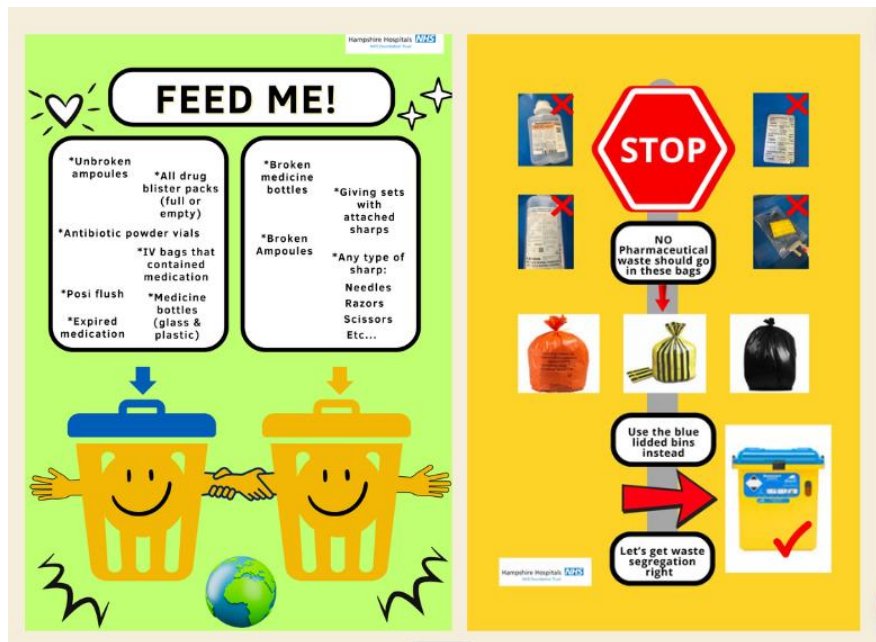 Hampshire Hospitals NHS
NHS Foundation Trust
FEED ME!
*Unbroken
ampoules
*All drug
blister packs
(full or
empty)
*Antibiotic powder vials
*IV bags that
contained
medication
*Posi flush
*Medicine
bottles
(glass &
plastic)
*Expired
medication
*Broken
medicine
bottles
*Giving sets
with
attached
sharps
*Broken
Ampoules
*Any type of
sharp:
Needles
Razors
Scissors
Etc...
STOP
NO
Pharmaceutical
waste should go
in these bags
Use the blue
lidded bins
instead
Let's get waste
segregation
right
Hampshire Hospitals NHS
NHS Foundation Trust